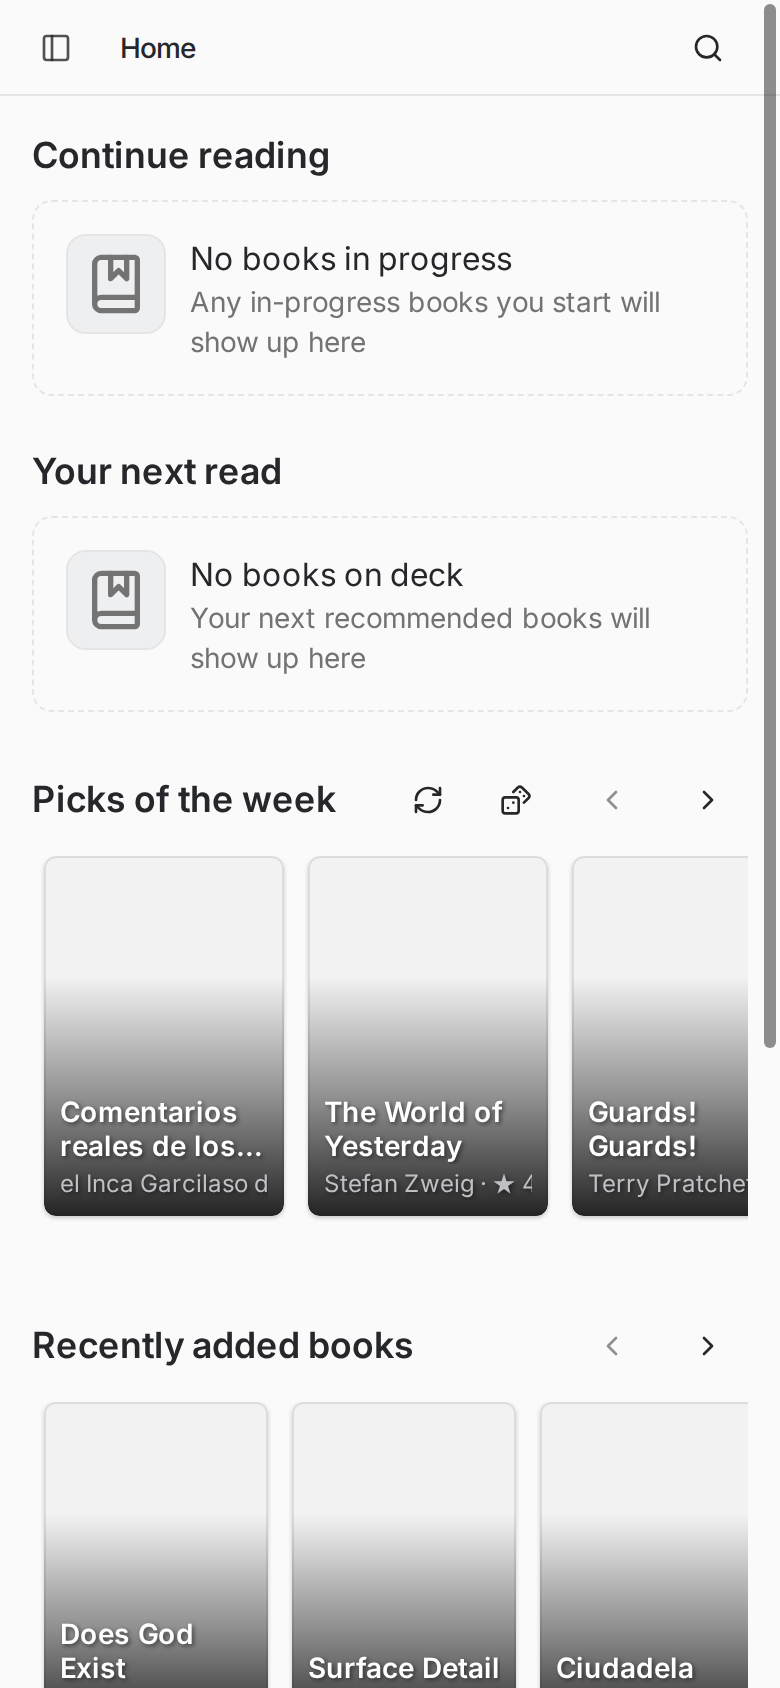 Home
Continue reading
No books in progress
Any in-progress books you start will
show up here
Your next read
No books on deck
Your next recommended books will
show up here
Picks of the week
Comentarios
reales de los...
el Inca Garcilaso d
The World of
Yesterday
Stefan Zweig · ★ 4
Guards!
Guards!
Terry Pratchet
Recently added books
Does God
Exist
Surface Detail
Ciudadela